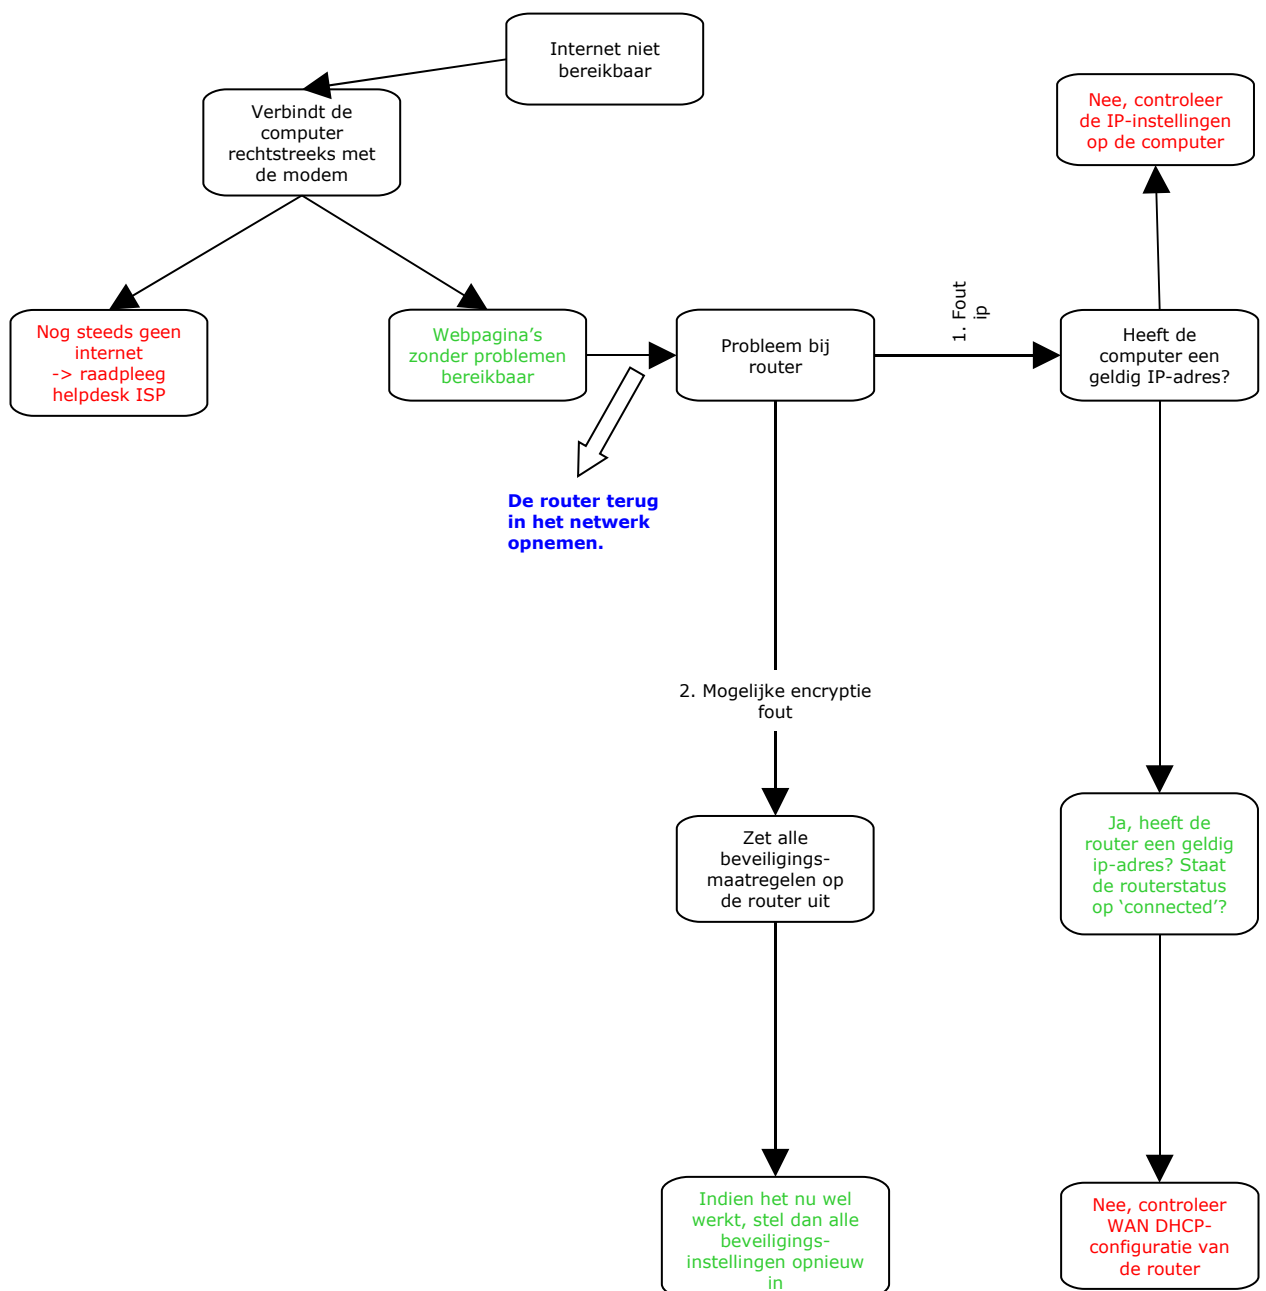 Internet niet
bereikbaar
Verbindt de
computer
rechtstreeks met
de modem
Nee, controleer
de IP-instellingen
op de computer
Nog steeds geen
internet
-> raadpleeg
helpdesk ISP
Webpagina's
zonder problemen
bereikbaar
Probleem bij
router
1. Fout
ip
Heeft de
computer een
geldig IP-adres?
De router terug
in het netwerk
opnemen.
2. Mogelijke encryptie
fout
Zet alle
beveiligings-
maatregelen op
de router uit
Ja, heeft de
router een geldig
ip-adres? Staat
de routerstatus
op ‘connected’?
Indien het nu wel
werkt, stel dan alle
beveiligings-
instellingen opnieuw
in
Nee, controleer
WAN DHCP-
configuratie van
de router